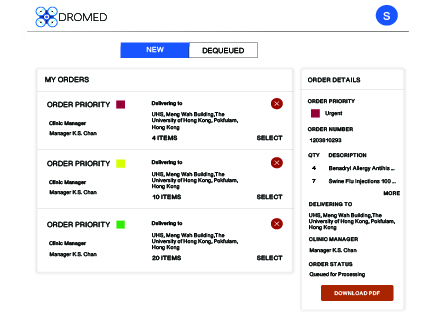 DROMED
S
NEW
DEQUEUED
MY ORDERS
ORDER PRIORITY
Clinic Manager
Manager K.S. Chan
Delivering to
UHS, Meng Wah Building,The
University of Hong Kong, Pokfulam,
Hong Kong
4 ITEMS
SELECT
ORDER PRIORITY
Clinic Manager
Manager K.S. Chan
Delivering to
UHS, Meng Wah Building,The
University of Hong Kong, Pokfulam,
Hong Kong
10 ITEMS
SELECT
ORDER PRIORITY
Clinic Manager
Manager K.S. Chan
Delivering to
UHS, Meng Wah Building,The
University of Hong Kong, Pokfulam,
Hong Kong
20 ITEMS
SELECT
ORDER DETAILS
ORDER PRIORITY
Urgent
ORDER NUMBER
1203810293
QTY DESCRIPTION
4 Benadryl Allergy Antihis ...
7 Swine Flu Injections 100 ...
MORE
DELIVERING TO
UHS, Meng Wah Building,The
University of Hong Kong, Pokfulam,
Hong Kong
CLINIC MANAGER
Manager K.S. Chan
ORDER STATUS
Queued for Processing
DOWNLOAD PDF